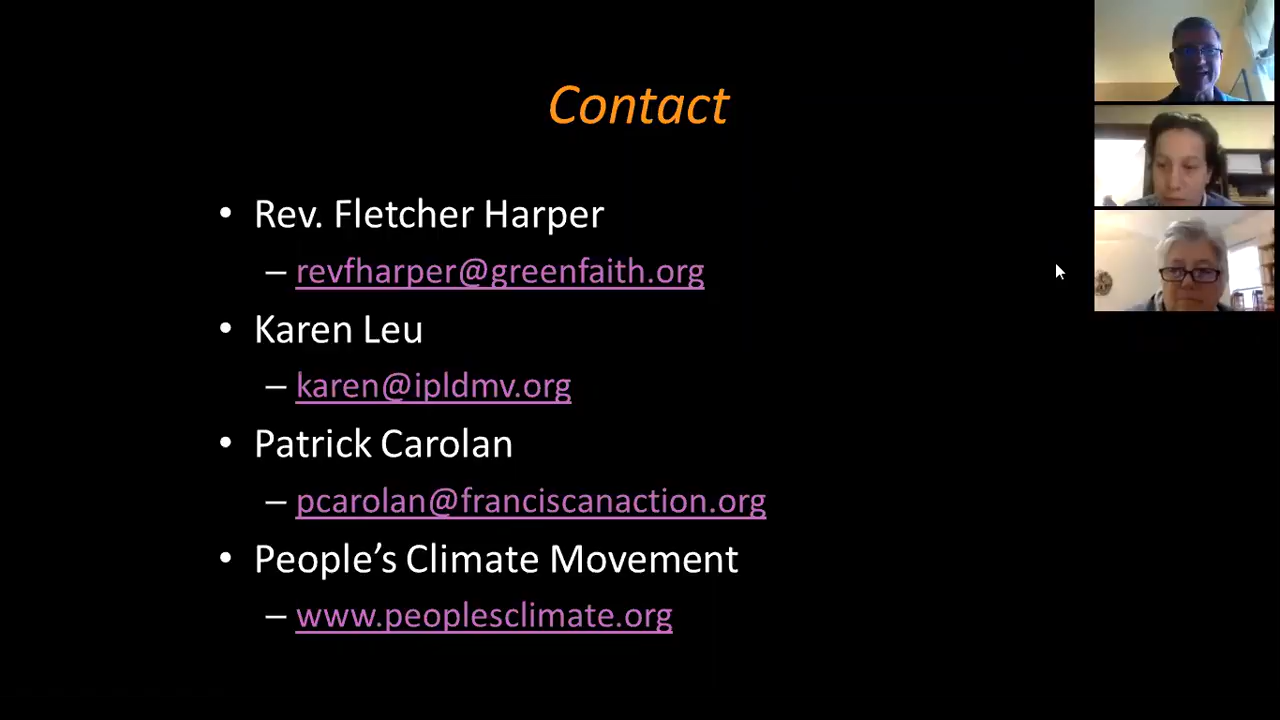 Contact
• Rev. Fletcher Harper
– revfharper@greenfaith.org
• Karen Leu
– karen@ipldmv.org
• Patrick Carolan
– pcarolan@franciscanaction.org
• People’s Climate Movement
– www.peoplesclimate.org